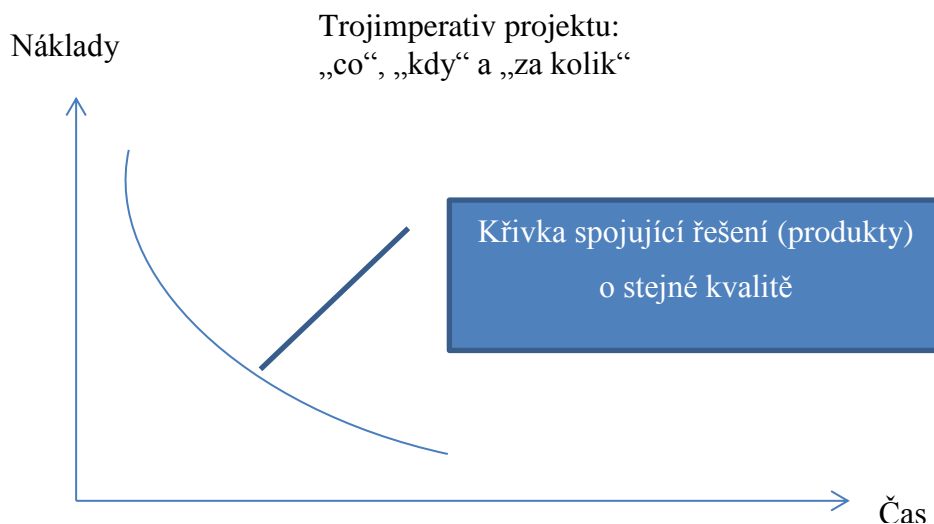 Trojimperativ projektu:
„co“, „kdy“ a „za kolik“
Náklady
Křivka spojující řešení (produkty)
o stejné kvalitě
Čas